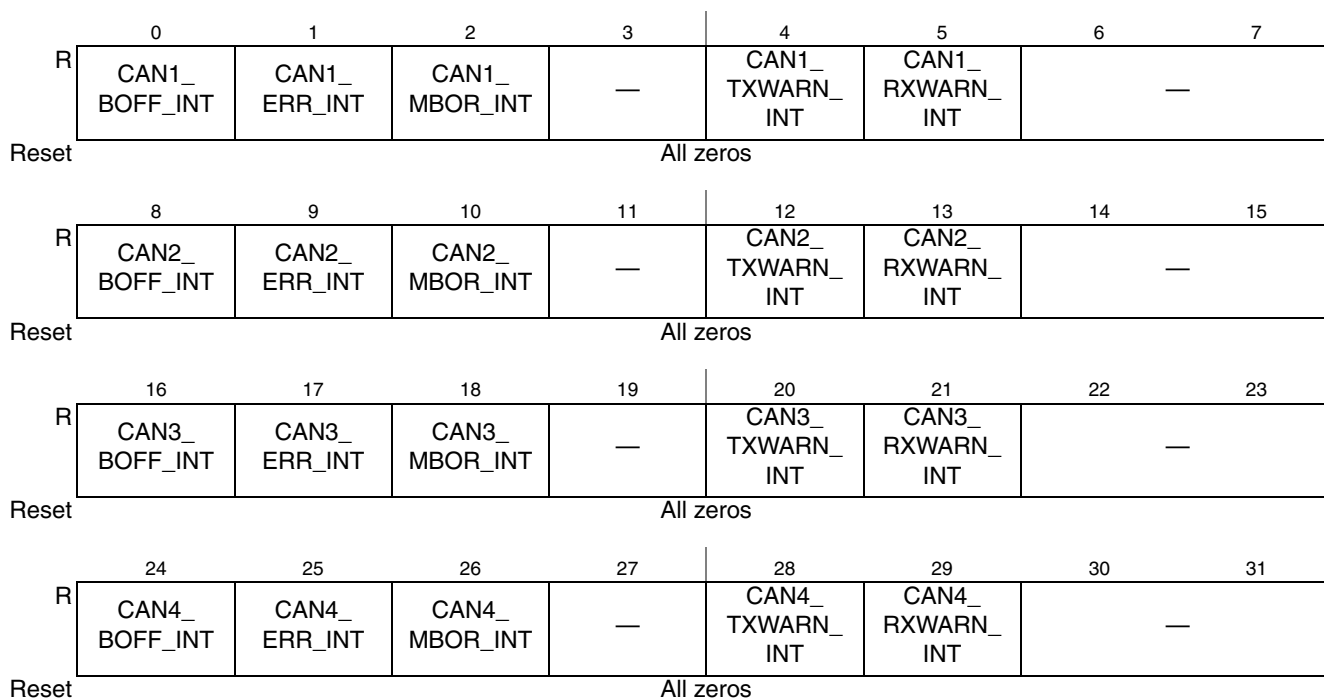 0 1 2 3 4 5 6 7
R CAN1_ CAN1_ CAN1_ — CAN1_ CAN1_ —
BOFF_INT ERR_INT MBOR_INT TXWARN_ RXWARN_
INT INT
Reset All zeros
8 9 10 11 12 13 14 15
R CAN2_ CAN2_ CAN2_ — CAN2_ CAN2_ —
BOFF_INT ERR_INT MBOR_INT TXWARN_ RXWARN_
INT INT
Reset All zeros
16 17 18 19 20 21 22 23
R CAN3_ CAN3_ CAN3_ — CAN3_ CAN3_ —
BOFF_INT ERR_INT MBOR_INT TXWARN_ RXWARN_
INT INT
Reset All zeros
24 25 26 27 28 29 30 31
R CAN4_ CAN4_ CAN4_ — CAN4_ CAN4_ —
BOFF_INT ERR_INT MBOR_INT TXWARN_ RXWARN_
INT INT
Reset All zeros